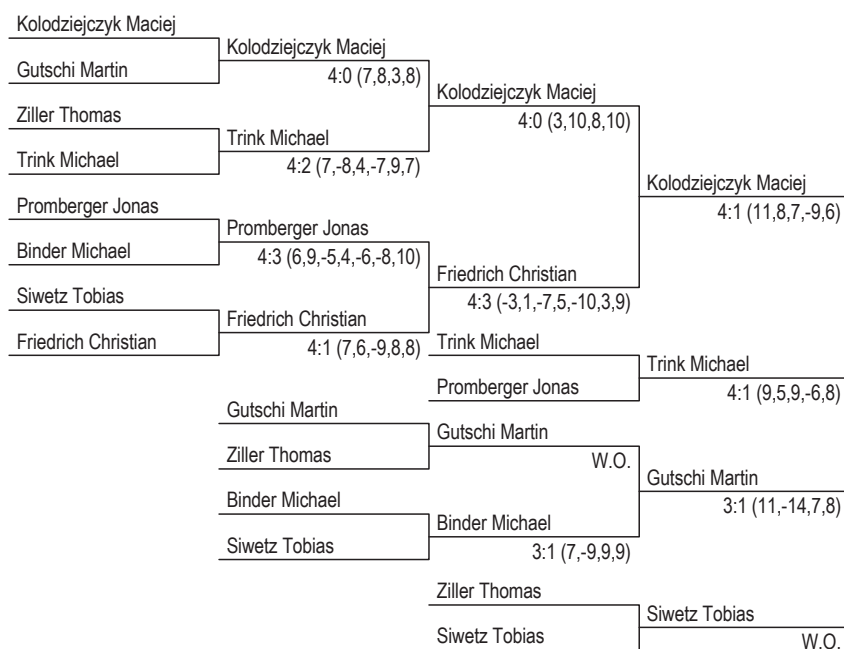 Kolodziejczyk Maciej
Kolodziejczyk Maciej
Gutschi Martin
4:0 (7,8,3,8)
Kolodziejczyk Maciej
Ziller Thomas
4:0 (3,10,8,10)
Trink Michael
Trink Michael
4:2 (7,-8,4,-7,9,7)
Kolodziejczyk Maciej
Promberger Jonas
4:1 (11,8,7,-9,6)
Promberger Jonas
Binder Michael
4:3 (6,9,-5,4,-6,-8,10)
Friedrich Christian
Siwetz Tobias
4:3 (-3,1,-7,5,-10,3,9)
Friedrich Christian
Friedrich Christian
4:1 (7,6,-9,8,8)
Trink Michael
Trink Michael
Promberger Jonas
4:1 (9,5,9,-6,8)
Gutschi Martin
Gutschi Martin
Ziller Thomas
W.O.
Gutschi Martin
Binder Michael
3:1 (11,-14,7,8)
Binder Michael
Siwetz Tobias
3:1 (7,-9,9,9)
Ziller Thomas
Siwetz Tobias
Siwetz Tobias
W.O.